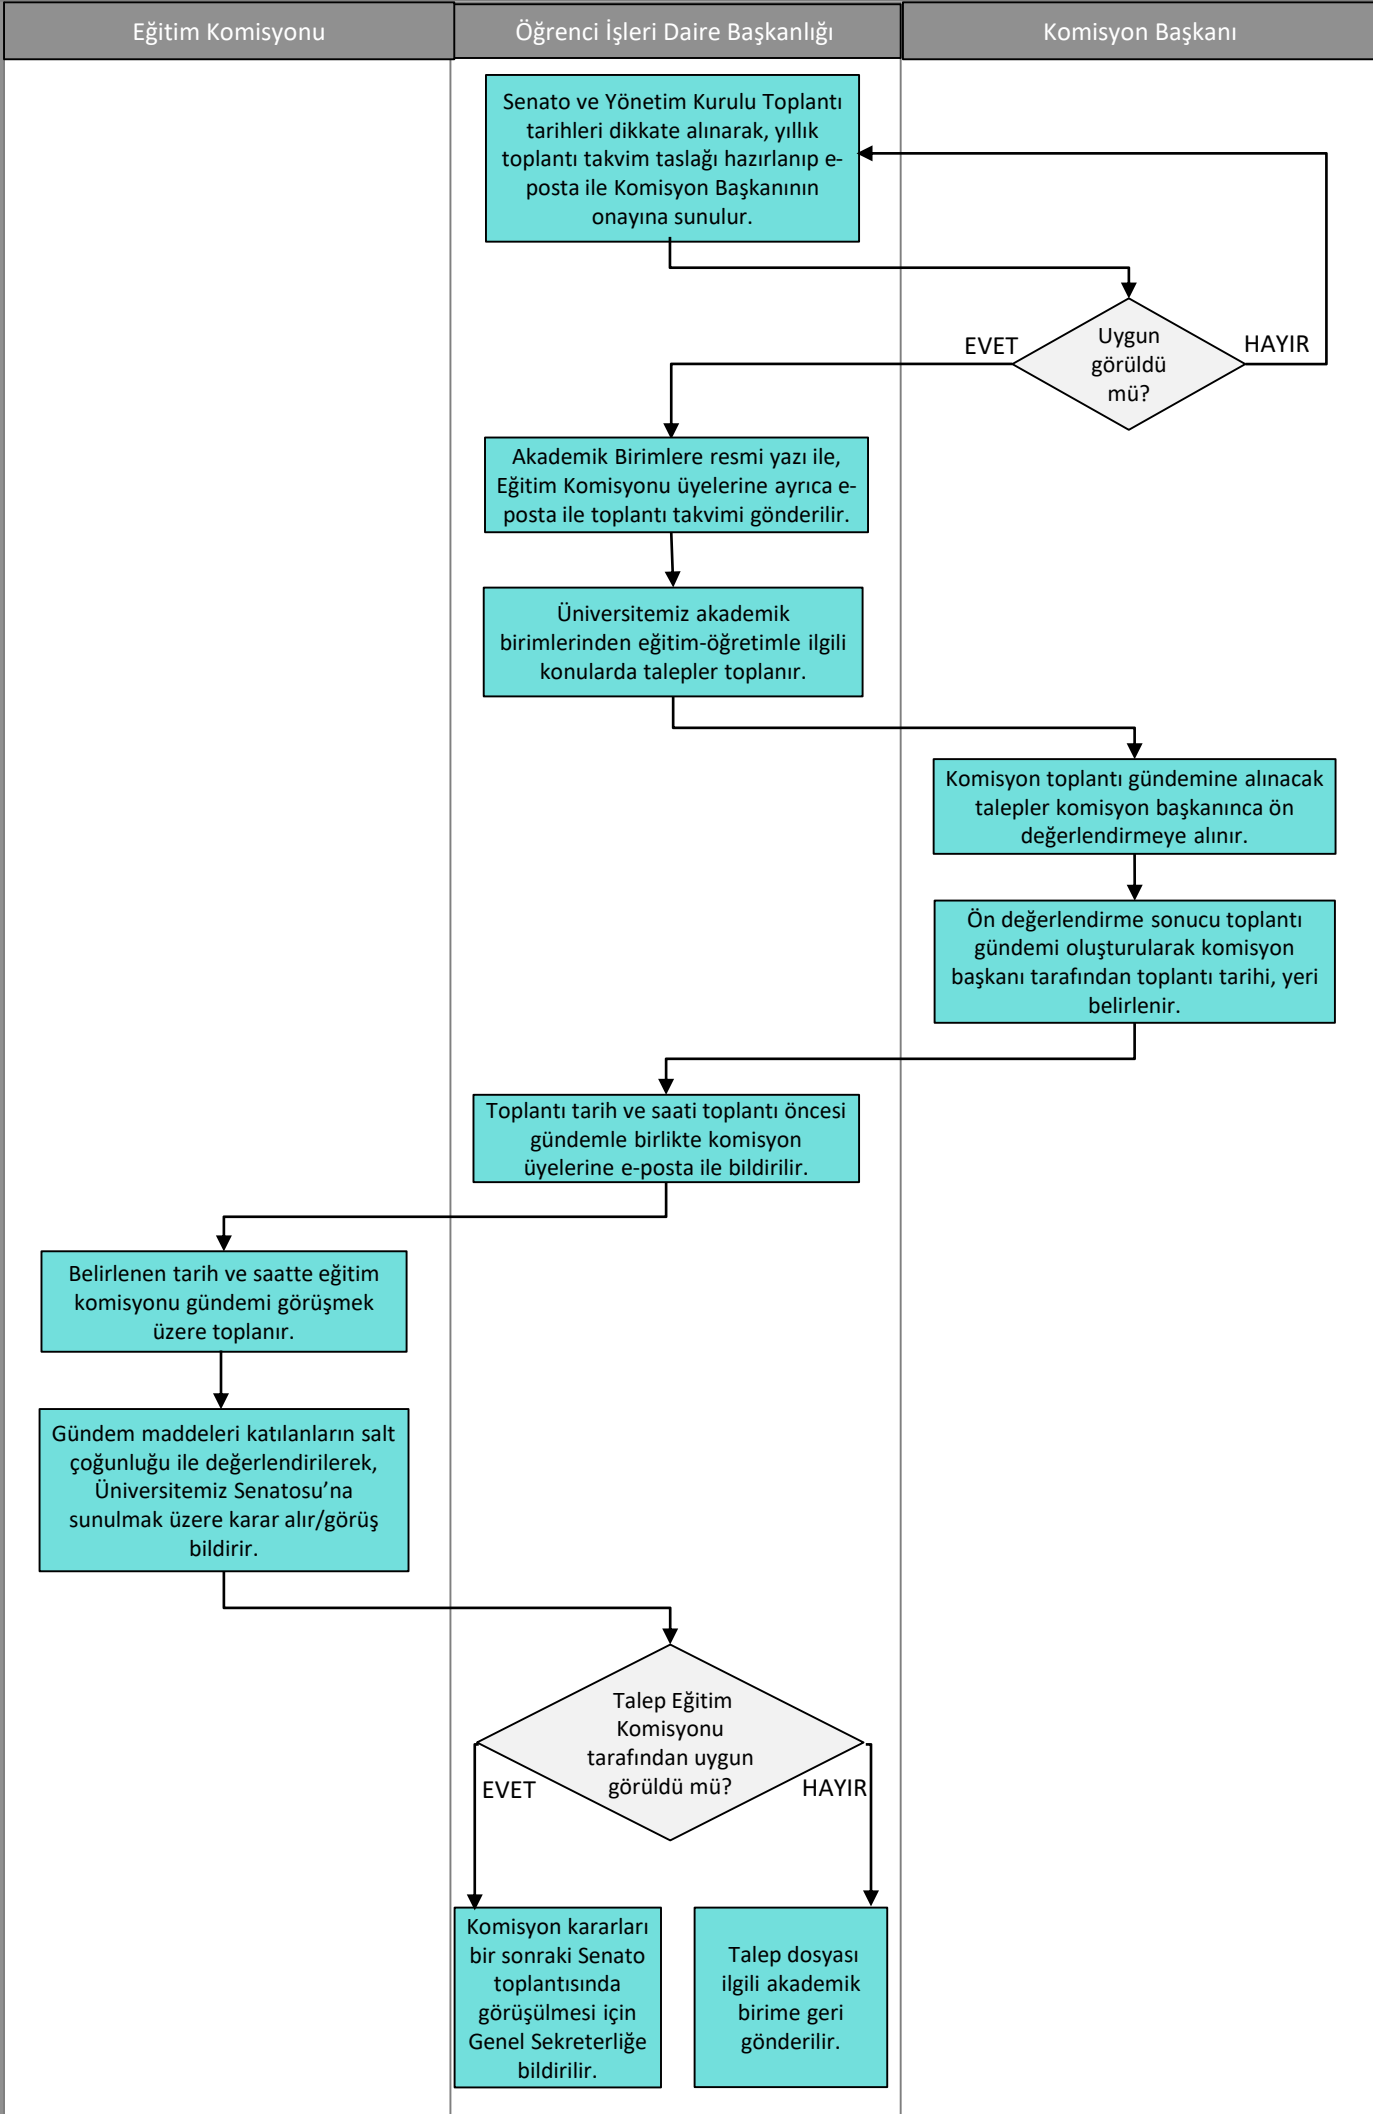 Eğitim Komisyonu
Öğrenci İşleri Daire Başkanlığı
Komisyon Başkanı
Senato ve Yönetim Kurulu Toplantı
tarihleri dikkate alınarak, yıllık
toplantı takvim taslağı hazırlanıp e-
posta ile Komisyon Başkanının
onayına sunulur.
Uygun
görüldü
mü?
EVET
HAYIR
Akademik Birimlere resmi yazı ile,
Eğitim Komisyonu üyelerine ayrıca e-
posta ile toplantı takvimi gönderilir.
Üniversitemiz akademik
birimlerinden eğitim-öğretimle ilgili
konularda talepler toplanır.
Komisyon toplantı gündemine alınacak
talepler komisyon başkanınca ön
değerlendirmeye alınır.
Ön değerlendirme sonucu toplantı
gündemi oluşturularak komisyon
başkanı tarafından toplantı tarihi, yeri
belirlenir.
Toplantı tarih ve saati toplantı öncesi
gündemle birlikte komisyon
üyelerine e-posta ile bildirilir.
Belirlenen tarih ve saatte eğitim
komisyonu gündemi görüşmek
üzere toplanır.
Gündem maddeleri katılanların salt
çoğunluğu ile değerlendirilerek,
Üniversitemiz Senatosu’na
sunulmak üzere karar alır/görüş
bildirir.
Talep Eğitim
Komisyonu
tarafından uygun
görüldü mü?
EVET
HAYIR
Komisyon kararları
bir sonraki Senato
toplantısında
görüşülmesi için
Genel Sekreterliğe
bildirilir.
Talep dosyası
ilgili akademik
birime geri
gönderilir.